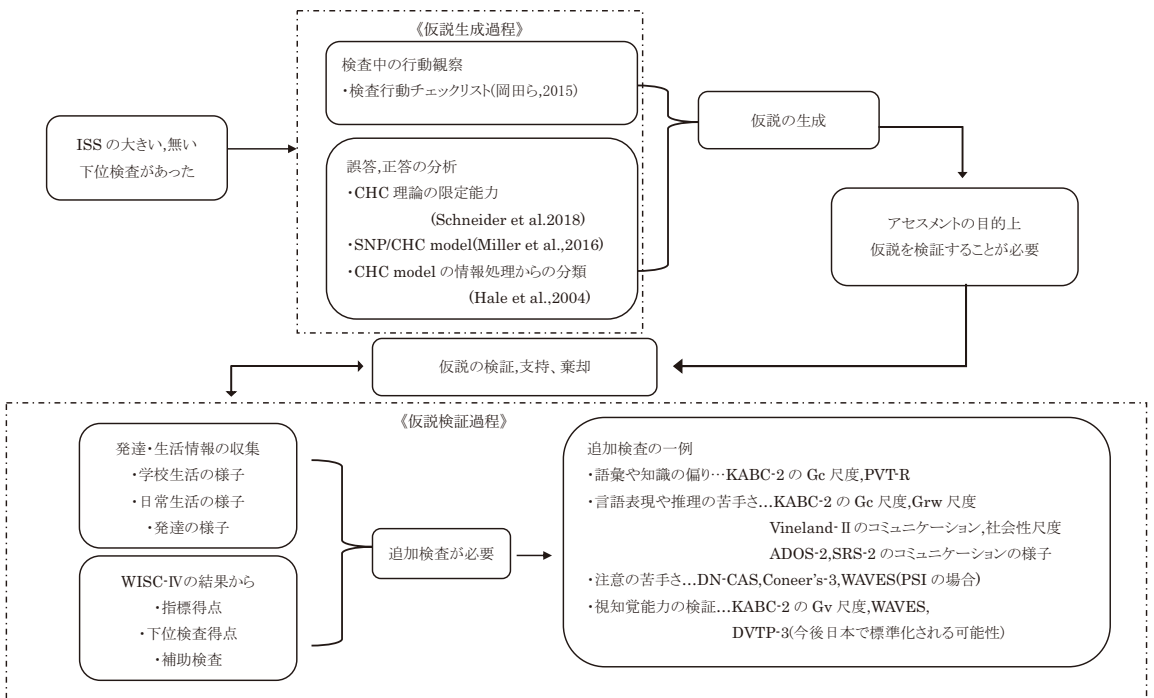 《仮説生成過程》
検査中の行動観察
・検査行動チェックリスト(岡田ら,2015)
ISS の大きい,無い
下位検査があった
誤答,正答の分析
・CHC 理論の限定能力
(Schneider et al.2018)
・SNP/CHC model(Miller et al.,2016)
・CHC model の情報処理からの分類
(Hale et al.,2004)
仮説の生成
アセスメントの目的上
仮説を検証することが必要
仮説の検証,支持、棄却
《仮説検証過程》
発達・生活情報の収集
・学校生活の様子
・日常生活の様子
・発達の様子
WISC-Ⅳの結果から
・指標得点
・下位検査得点
・補助検査
追加検査が必要
追加検査の一例
・語彙や知識の偏り…KABC-2 の Gc 尺度,PVT-R
・言語表現や推理の苦手さ…KABC-2 の Gc 尺度,Grw 尺度
Vineland-Ⅱのコミュニケーション,社会性尺度
ADOS-2,SRS-2 のコミュニケーションの様子
・注意の苦手さ…DN-CAS,Coneer's-3,WAVES(PSI の場合)
・視知覚能力の検証…KABC-2 の Gv 尺度,WAVES,
DVTP-3(今後日本で標準化される可能性)